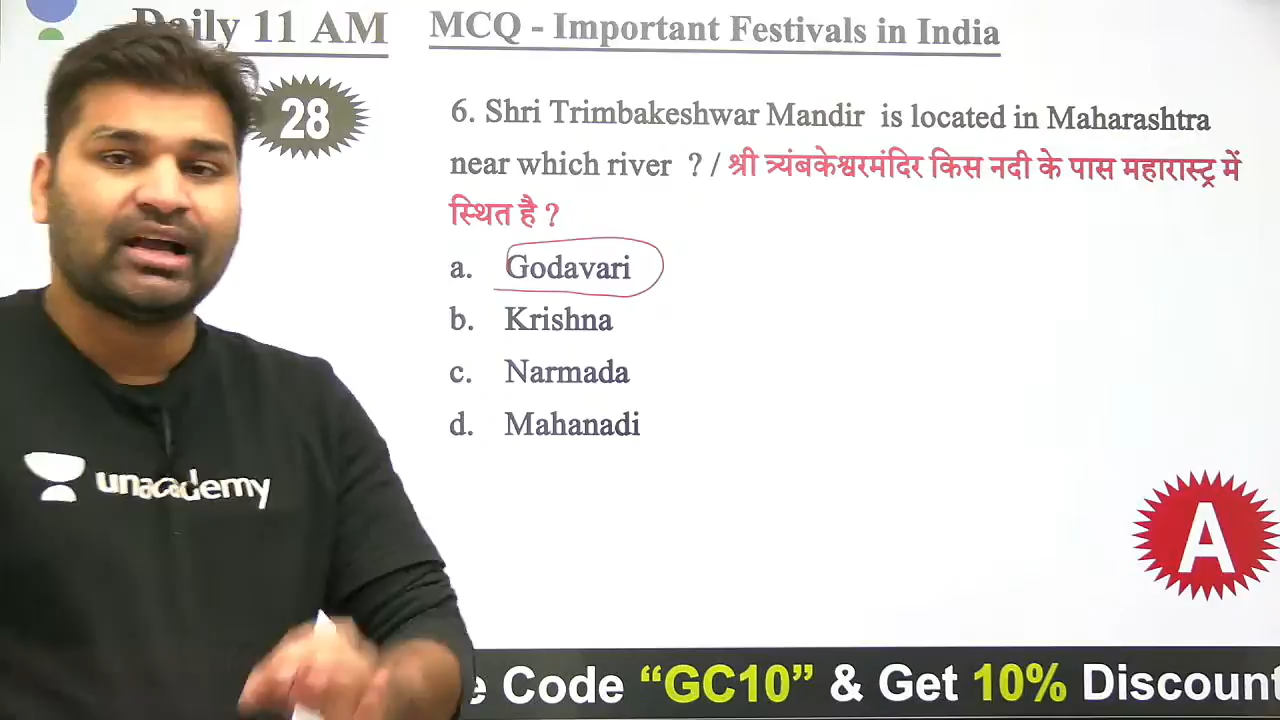 Daily 11 AM MCQ - Important Festivals in India
28
6. Shri Trimbakeshwar Mandir is located in Maharashtra
near which river ? / श्री त्र्यंबकेश्वरमंदिर किस नदी के पास महारास्ट्र में
स्थित है ?
a. Godavari
b. Krishna
c. Narmada
d. Mahanadi
unacademy
A
e Code “GC10” & Get 10% Discount